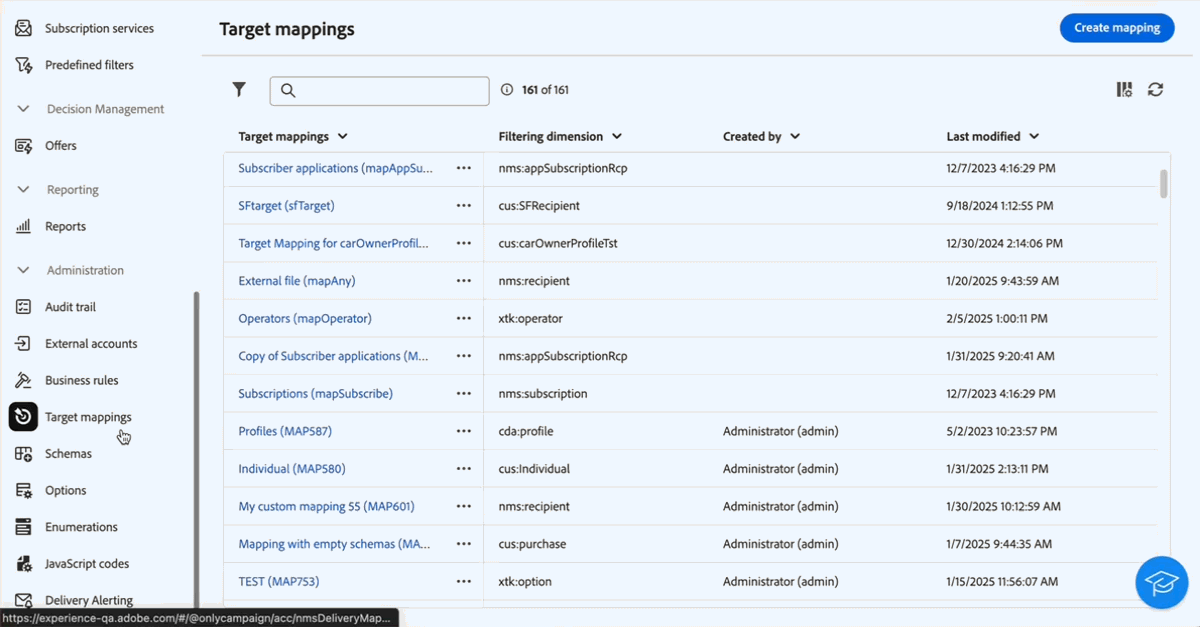 Subscription services
Predefined filters
Decision Management
Offers
Reporting
Reports
Administration
Audit trail
External accounts
Business rules
Target mappings
Schemas
Options
Enumerations
JavaScript codes
Delivery Alerting
https://experience-qa.adobe.com/#/@onlycampaign/acc/nmsDeliveryMap...
Target mappings
Create mapping
161 of 161
Target mappings Filtering dimension Created by Last modified
Subscriber applications (mapAppSu... nms:appSubscriptionRcp 12/7/2023 4:16:29 PM
SFtarget (sfTarget) cus:SFRecipient 9/18/2024 1:12:55 PM
Target Mapping for carOwnerProfil... cus:carOwnerProfileTst 12/30/2024 2:14:06 PM
External file (mapAny) nms:recipient 1/20/2025 9:43:59 AM
Operators (mapOperator) xtk:operator 2/5/2025 1:00:11 PM
Copy of Subscriber applications (M... nms:appSubscriptionRcp 1/31/2025 9:20:41 AM
Subscriptions (mapSubscribe) nms:subscription 12/7/2023 4:16:29 PM
Profiles (MAP587) cda:profile Administrator (admin) 5/2/2023 10:23:57 PM
Individual (MAP580) cus:Individual Administrator (admin) 1/31/2025 2:13:11 PM
My custom mapping 55 (MAP601) nms:recipient Administrator (admin) 1/30/2025 10:12:59 AM
Mapping with empty schemas (MA... cus:purchase Administrator (admin) 1/7/2025 9:44:35 AM
TEST (MAP753) xtk:option Administrator (admin) 1/15/2025 11:56:07 AM